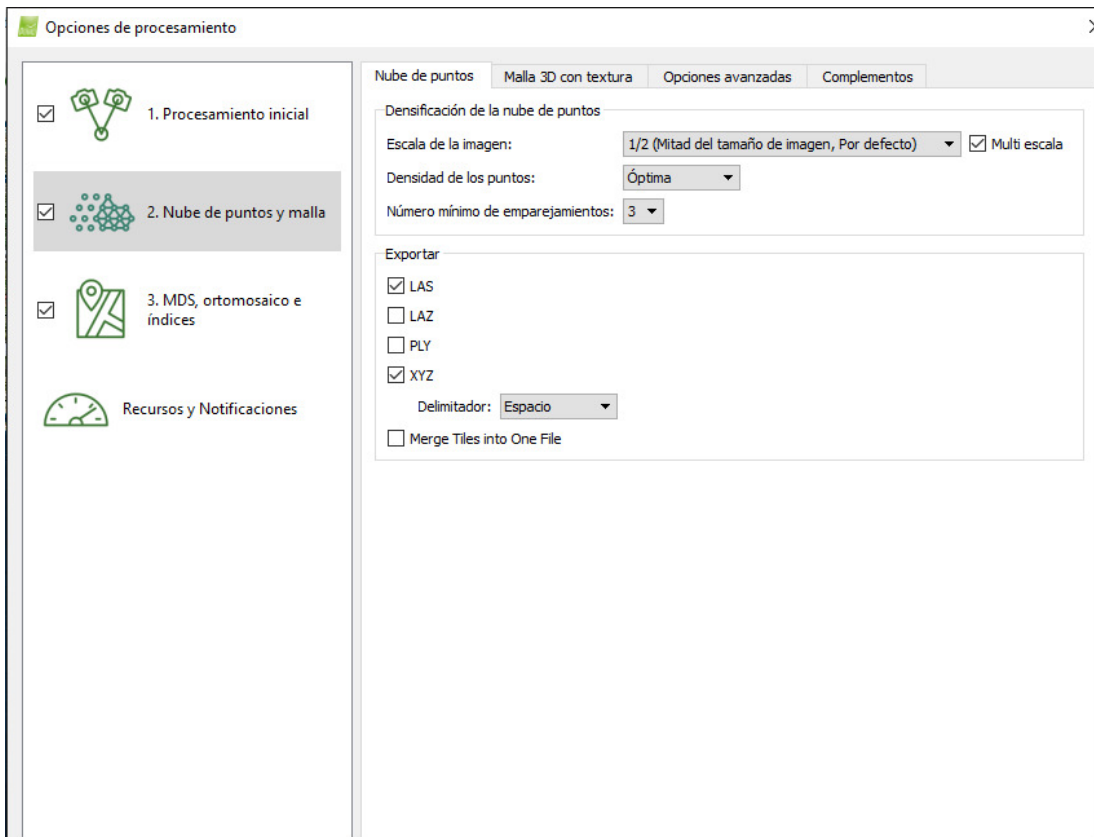 Opciones de procesamiento
1. Procesamiento inicial
2. Nube de puntos y malla
3. MDS, ortomosaico e
índices
Recursos y Notificaciones
Nube de puntos Malla 3D con textura Opciones avanzadas Complementos
Densificación de la nube de puntos
Escala de la imagen: 1/2 (Mitad del tamaño de imagen, Por defecto) Multi escala
Densidad de los puntos: Óptima
Número mínimo de emparejamientos: 3
Exportar
LAS
LAZ
PLY
XYZ
Delimitador: Espacio
Merge Tiles into One File